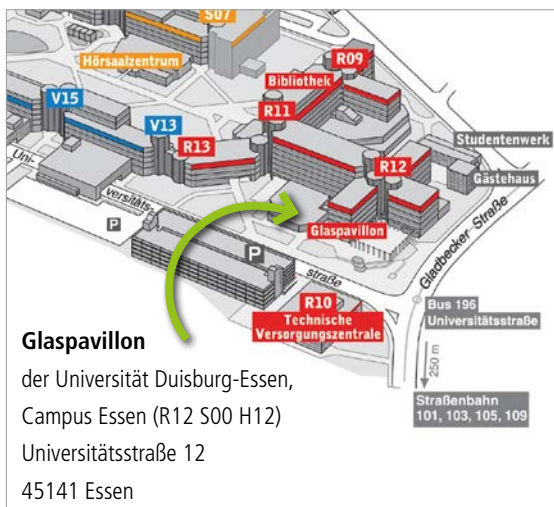 S07
Hörsaalzentrum
R09
Bibliothek
V15
R11
V13
R13
Studentenwerk
R12
Gästehaus
Uni-
versitäts-
straße
P
P
Glaspavillon
Gladbecker Straße
R10
Technische
Versorgungszentrale
Bus 196
Universitätsstraße
250 m
Straßenbahn
101, 103, 105, 109
Glaspavillon
der Universität Duisburg-Essen,
Campus Essen (R12 S00 H12)
Universitätsstraße 12
45141 Essen